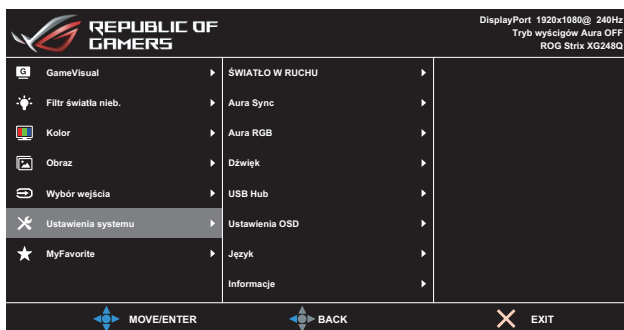 REPUBLIC OF
GAMERS
DisplayPort 1920x1080@ 240Hz
Tryb wyścigów Aura OFF
ROG Strix XG248Q
G
GameVisual
Filtr światła nieb.
Kolor
Obraz
Wybór wejścia
Ustawienia systemu
MyFavorite
ŚWIATŁO W RUCHU
Aura Sync
Aura RGB
Dźwięk
USB Hub
Ustawienia OSD
Język
Informacje
MOVE/ENTER
BACK
EXIT